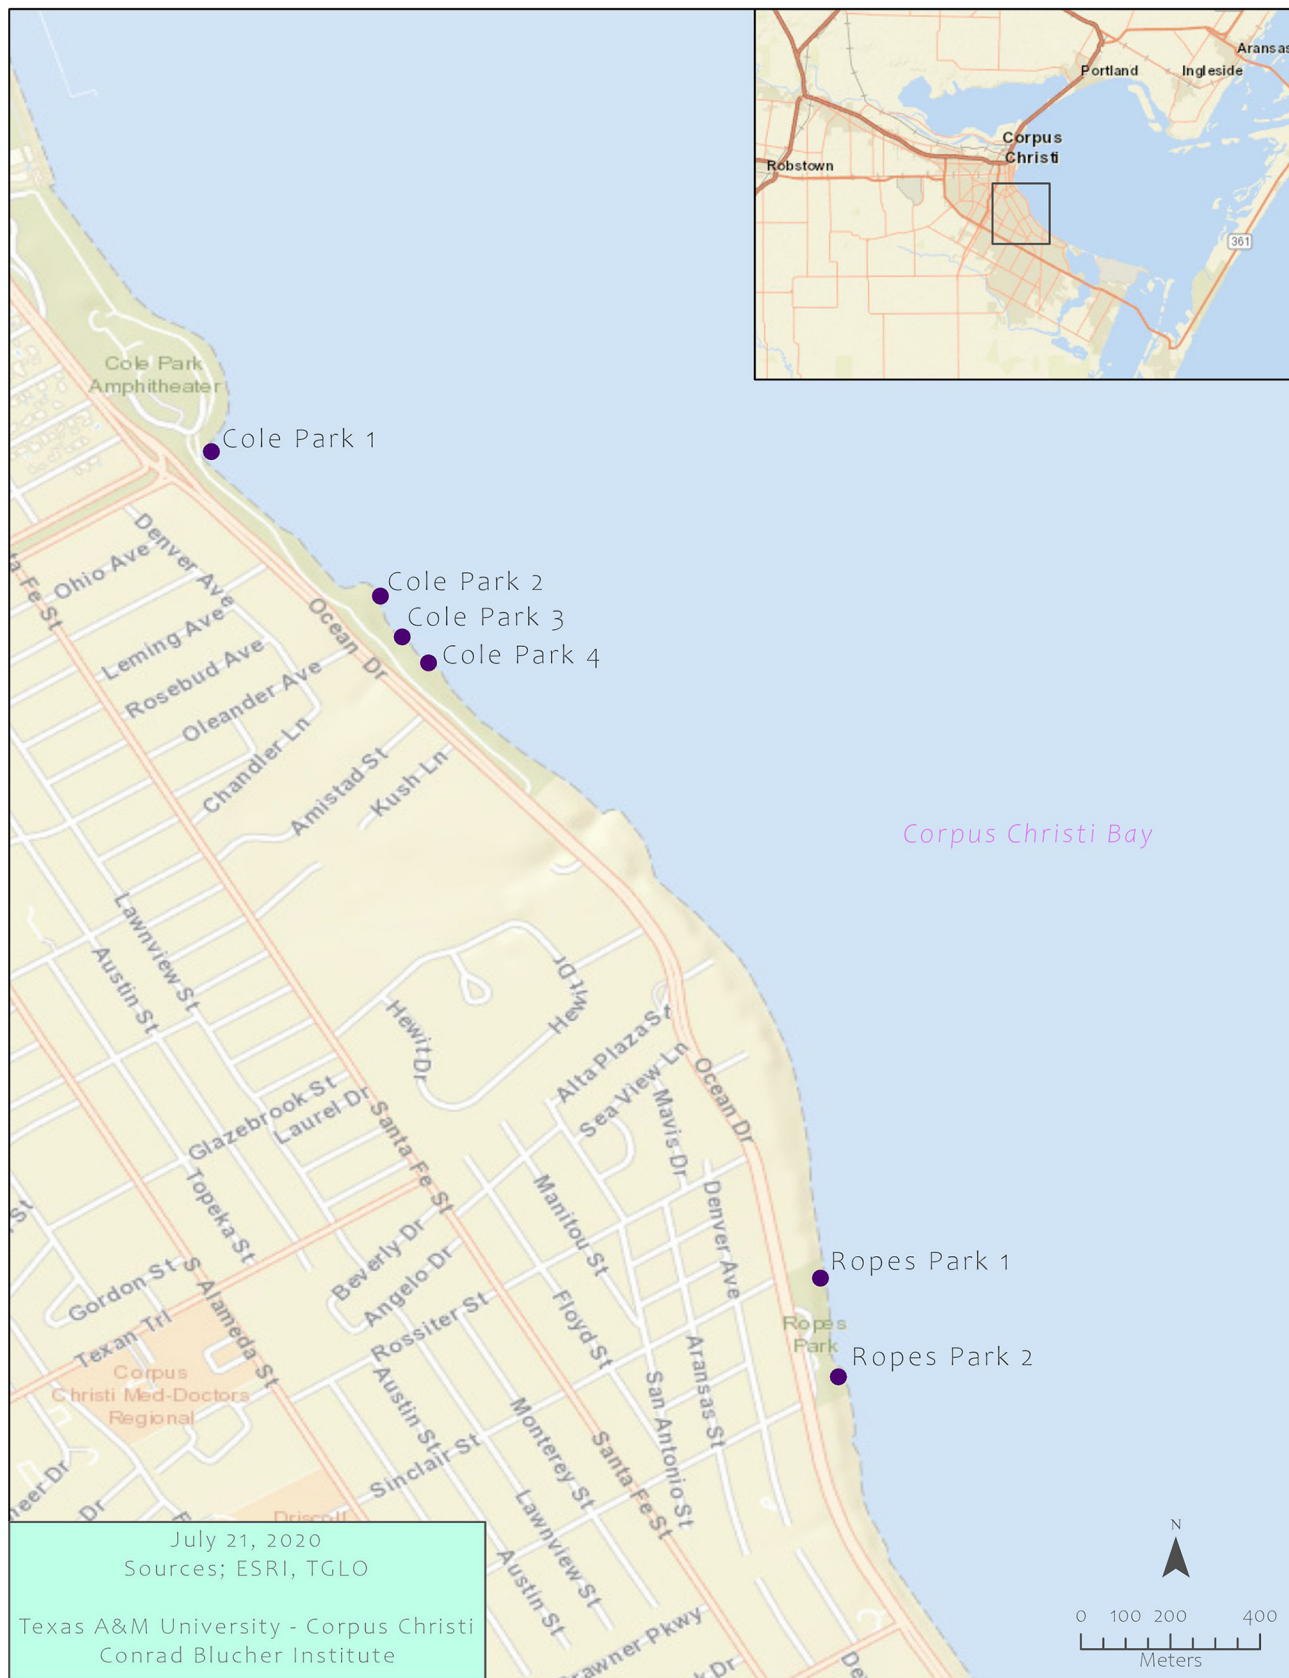 Aransas
Portland
Ingleside
Corpus
Christi
Robstown
361
Cole Park
Amphitheater
Cole Park 1
Denver Ave
Ohio Ave
Cole Park 2
Cole Park 3
Cole Park 4
Ocean Dr
Leming Ave
Rosebud Ave
Oleander Ave
Chandler Ln
Amistad St
Kush Ln
Corpus Christi Bay
Lawnview St
Austin St
Hewit Dr
Hewit Dr
Alta Plaza St
Sea View Ln
Ocean Dr
Mavis Dr
Glazebrook St
Laurel Dr
Santa Fe St
Topeka St
Manitou St
Denver Ave
Beverly Dr
Angelo Dr
Ropes Park 1
Gordon St
S Alameda St
Rossiter St
Floyd St
Ropes
Park
Texan Trl
Ropes Park 2
Corpus
Christi Med-Doctors
Regional
Aransas St
San Antonio St
Austin St
Monterey St
Sinclair St
Santa Fe St
Lawnview St
Austin St
July 21, 2020
Sources; ESRI, TGLO
Texas A&M University - Corpus Christi
Conrad Blucher Institute
N
0 100 200 400
Meters